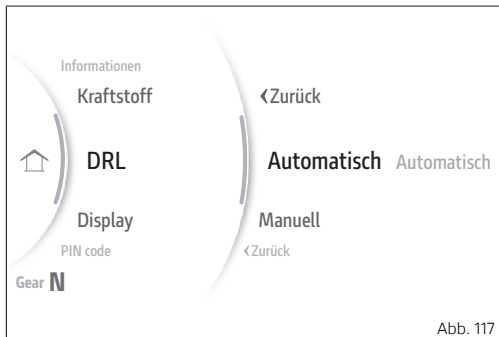 Informationen
Kraftstoff ‹Zurück
DRL Automatisch Automatisch
Display Manuell
PIN code ‹Zurück
Gear N
Abb. 117